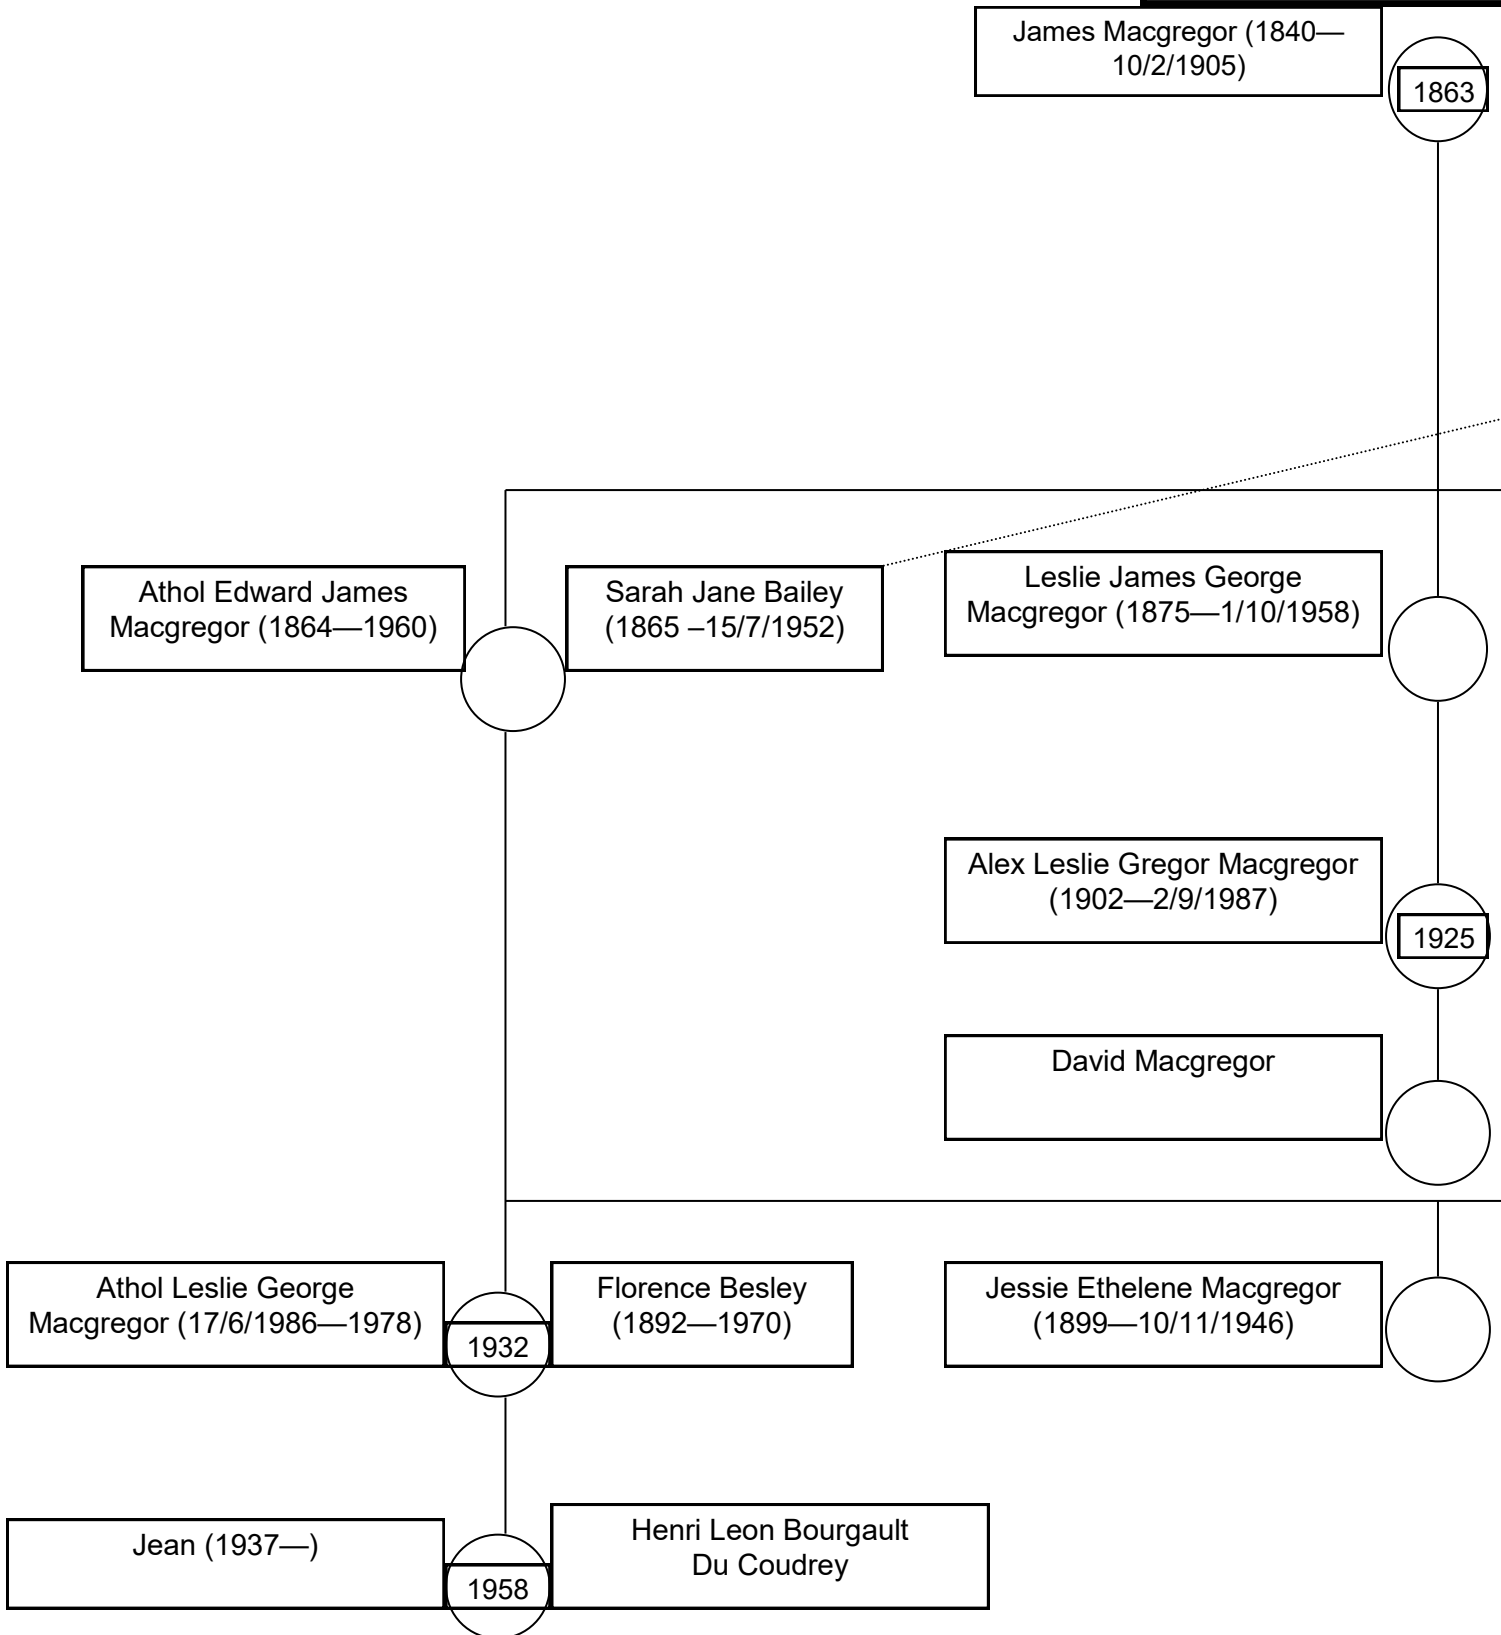 James Macgregor (1840—
10/2/1905)
1863
Athol Edward James
Macgregor (1864—1960)
Sarah Jane Bailey
(1865 –15/7/1952)
Leslie James George
Macgregor (1875—1/10/1958)
Alex Leslie Gregor Macgregor
(1902—2/9/1987)
1925
David Macgregor
Athol Leslie George
Macgregor (17/6/1986—1978)
1932
Florence Besley
(1892—1970)
Jessie Ethelene Macgregor
(1899—10/11/1946)
Jean (1937—)
1958
Henri Leon Bourgault
Du Coudrey